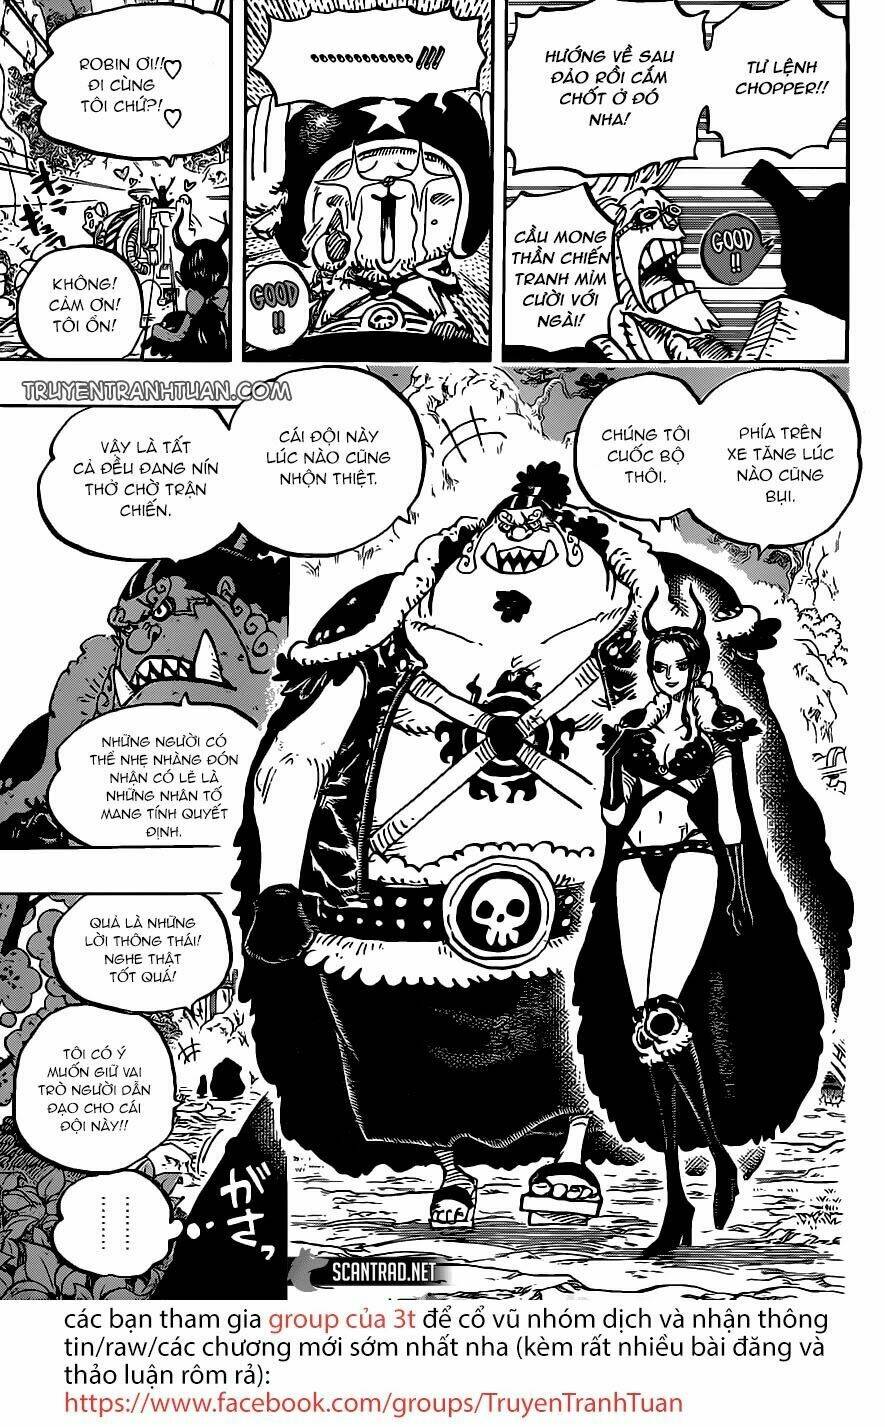 TƯ LỆNH
CHOPPER!!
HƯỚNG VỀ SAU
ĐẢO RỒI CẮM
CHỐT Ở ĐÓ
NHA!
CẦU MONG
THẦN CHIẾN
TRANH MỈM
CƯỜI VỚI
NGÀI!
GOOD
!!
..............!!!
GOOD
!!
ROBIN ƠI!!♡
ĐI CÙNG
TÔI CHỨ?!♡
KHÔNG!
CẢM ƠN!
TÔI ỔN!
TRUYENTRANHTUAN.COM
PHÍA TRÊN
XE TĂNG LÚC
NÀO CŨNG
BỤI.
CHÚNG TÔI
CUỐC BỘ
THÔI.
CÁI ĐỘI NÀY
LÚC NÀO CŨNG
NHỘN THIỆT.
VẬY LÀ TẤT
CẢ ĐỀU ĐANG NÍN
THỞ CHỜ TRẬN
CHIẾN.
NHỮNG NGƯỜI CÓ
THỂ NHẸ NHÀNG ĐÓN
NHẬN CÓ LẼ LÀ
NHỮNG NHÂN TỐ
MANG TÍNH QUYẾT
ĐỊNH.
QUẢ LÀ NHỮNG
LỜI THÔNG THÁI!
NGHE THẬT
TỐT QUÁ!
TÔI CÓ Ý
MUỐN GIỮ VAI
TRÒ NGƯỜI DẪN
ĐẠO CHO CÁI
ĐỘI NÀY!!
がさっ
SCANTRAD.NET
các bạn tham gia group của 3t để cổ vũ nhóm dịch và nhận thông
tin/raw/các chương mới sớm nhất nha (kèm rất nhiều bài đăng và
thảo luận rôm rả):
https://www.facebook.com/groups/TruyenTranhTuan